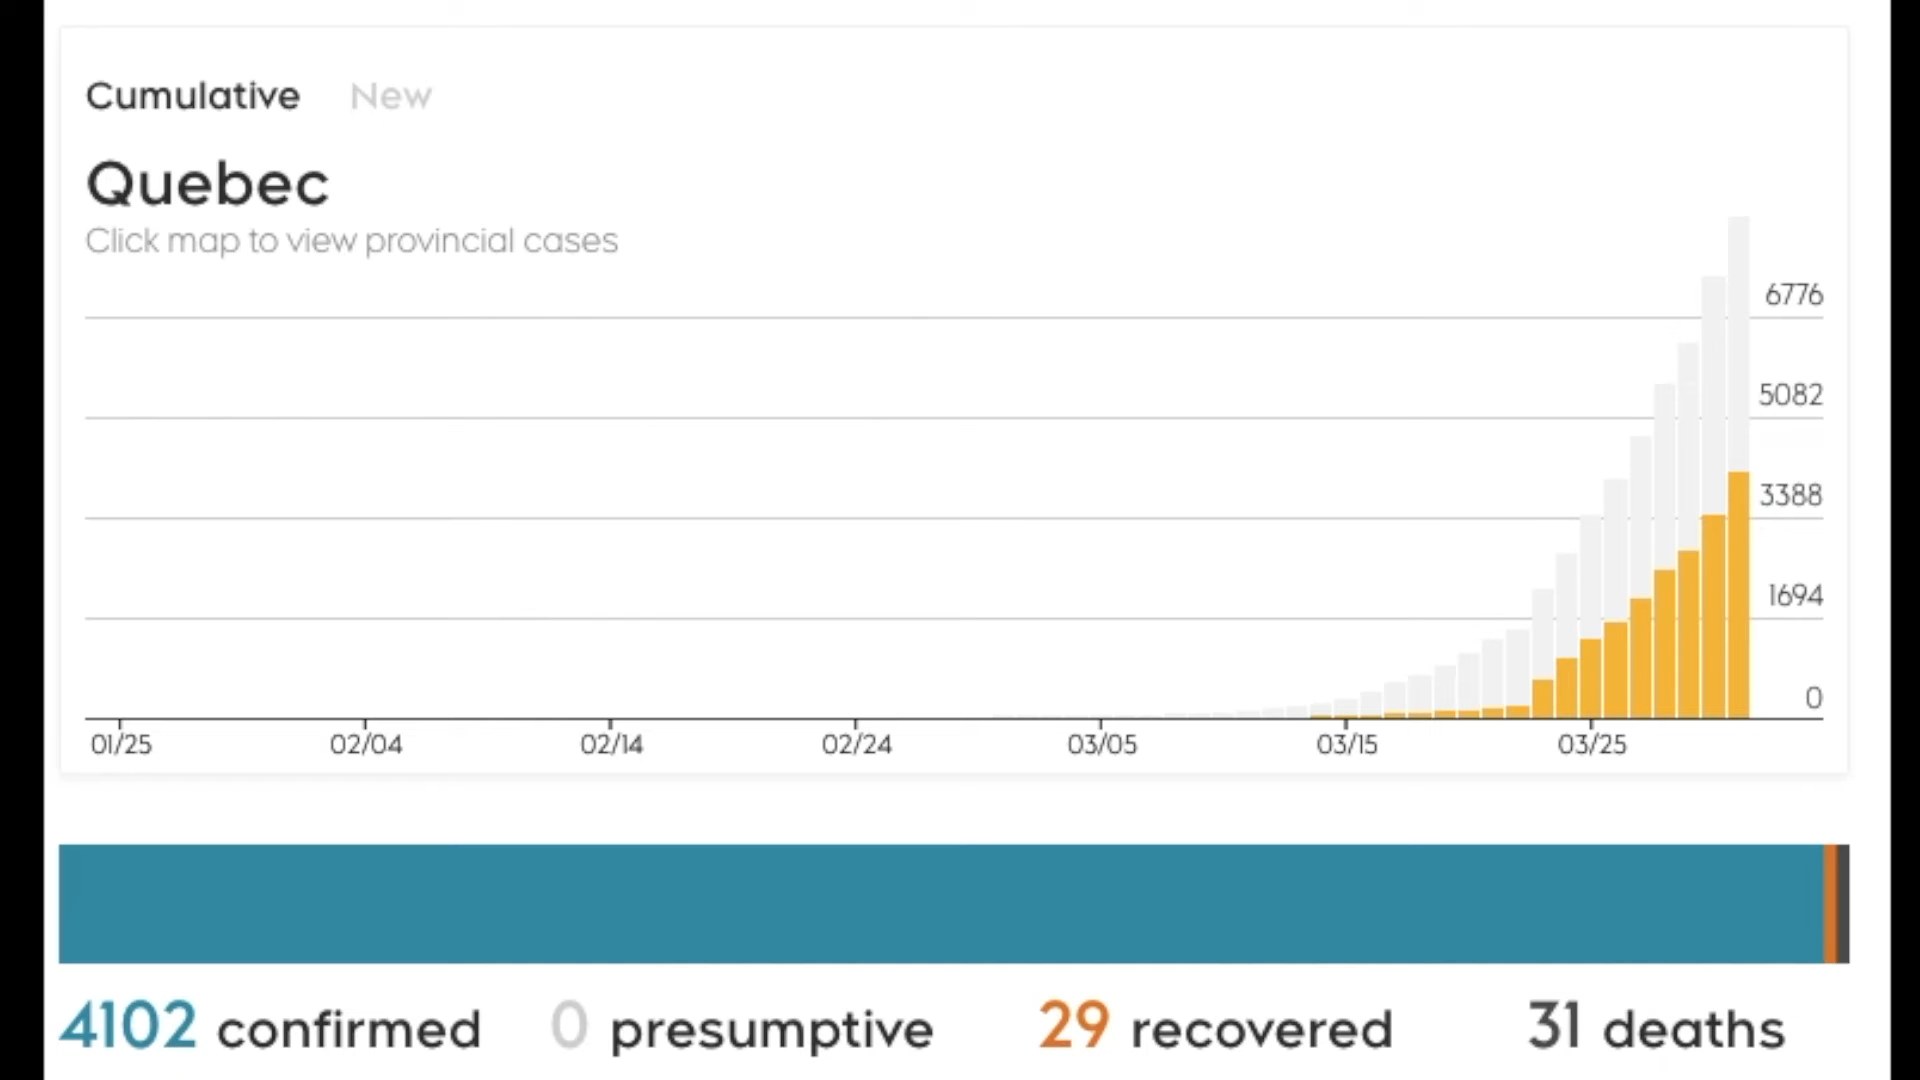 Cumulative New
Quebec
Click map to view provincial cases
6776
5082
3388
1694
0
01/25 02/04 02/14 02/24 03/05 03/15 03/25
4102 confirmed 0 presumptive 29 recovered 31 deaths